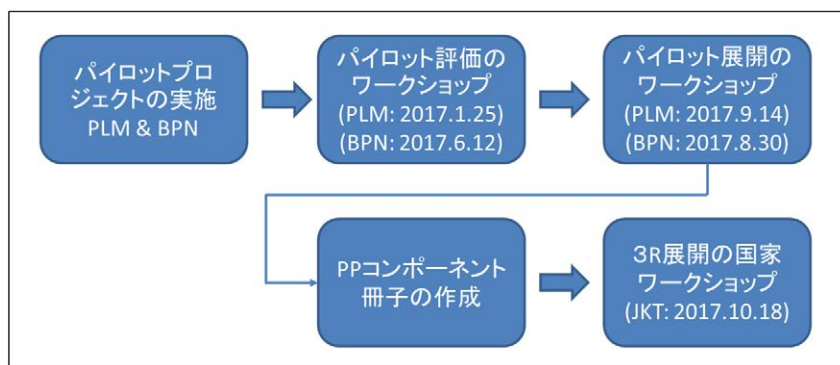 パイロットプロ
ジェクトの実施
PLM & BPN
パイロット評価の
ワークショップ
(PLM: 2017.1.25)
(BPN: 2017.6.12)
パイロット展開の
ワークショップ
(PLM: 2017.9.14)
(BPN: 2017.8.30)
PPコンポーネント
冊子の作成
３R展開の国家
ワークショップ
(JKT: 2017.10.18)